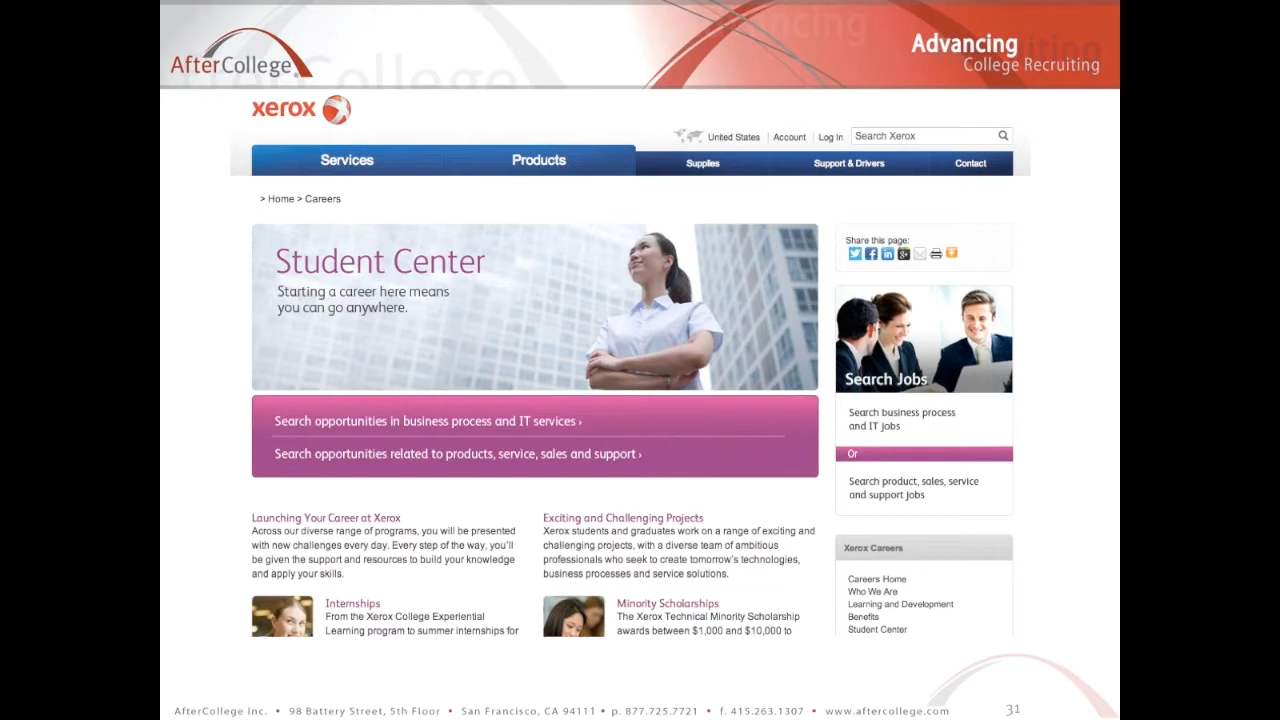 AfterCollege
Advancing
College Recruiting
xerox
United States
Account
Log In
Search Xerox
Services
Products
Supplies
Support & Drivers
Contact
> Home > Careers
Student Center
Starting a career here means
you can go anywhere.
Share this page:
Search Jobs
Search business process
and IT jobs
Or
Search product, sales, service
and support jobs
Search opportunities in business process and IT services ›
Search opportunities related to products, service, sales and support ›
Launching Your Career at Xerox
Across our diverse range of programs, you will be presented
with new challenges every day. Every step of the way, you'll
be given the support and resources to build your knowledge
and apply your skills.
Exciting and Challenging Projects
Xerox students and graduates work on a range of exciting and
challenging projects, with a diverse team of ambitious
professionals who seek to create tomorrow's technologies,
business processes and service solutions.
Internships
From the Xerox College Experiential
Learning program to summer internships for
Minority Scholarships
The Xerox Technical Minority Scholarship
awards between $1,000 and $10,000 to
Xerox Careers
Careers Home
Who We Are
Learning and Development
Benefits
Student Center
AfterCollege Inc. • 98 Battery Street, 5th Floor • San Francisco, CA 94111 • p. 877.725.7721 • f. 415.263.1307 • www.aftercollege.com
31